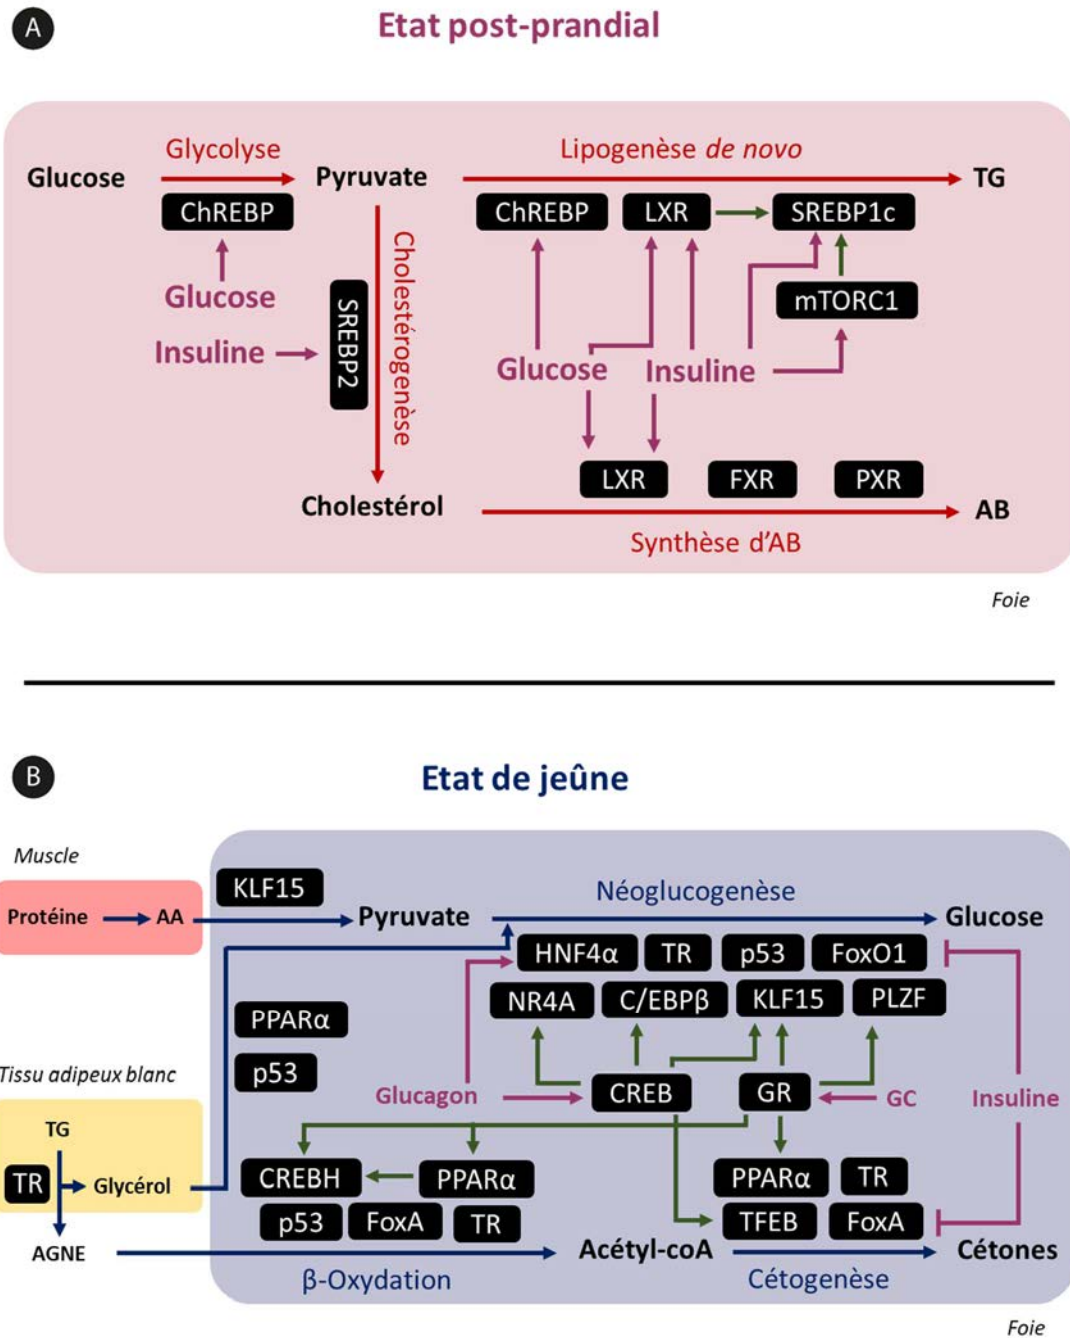 A
Etat post-prandial
Glycolyse
Lipogenèse de novo
Glucose
Pyruvate
TG
ChREBP
ChREBP
LXR
SREBP1c
Cholestérogenèse
Glucose
SREBP2
mTORC1
Insuline
Glucose
Insuline
LXR
FXR
PXR
Cholestérol
AB
Synthèse d'AB
Foie
B
Etat de jeûne
Muscle
KLF15
Néoglucogenèse
Protéine
AA
Pyruvate
Glucose
HNF4α
TR
p53
FoxO1
NR4A
C/EBPβ
KLF15
PLZF
PPARα
p53
Tissu adipeux blanc
Glucagon
CREB
GR
GC
Insuline
TG
TR
Glycérol
CREBH
PPARα
PPARα
TR
p53
FoxA
TR
TFEB
FoxA
AGNE
Acétyl-coA
Cétones
β-Oxydation
Cétogenèse
Foie